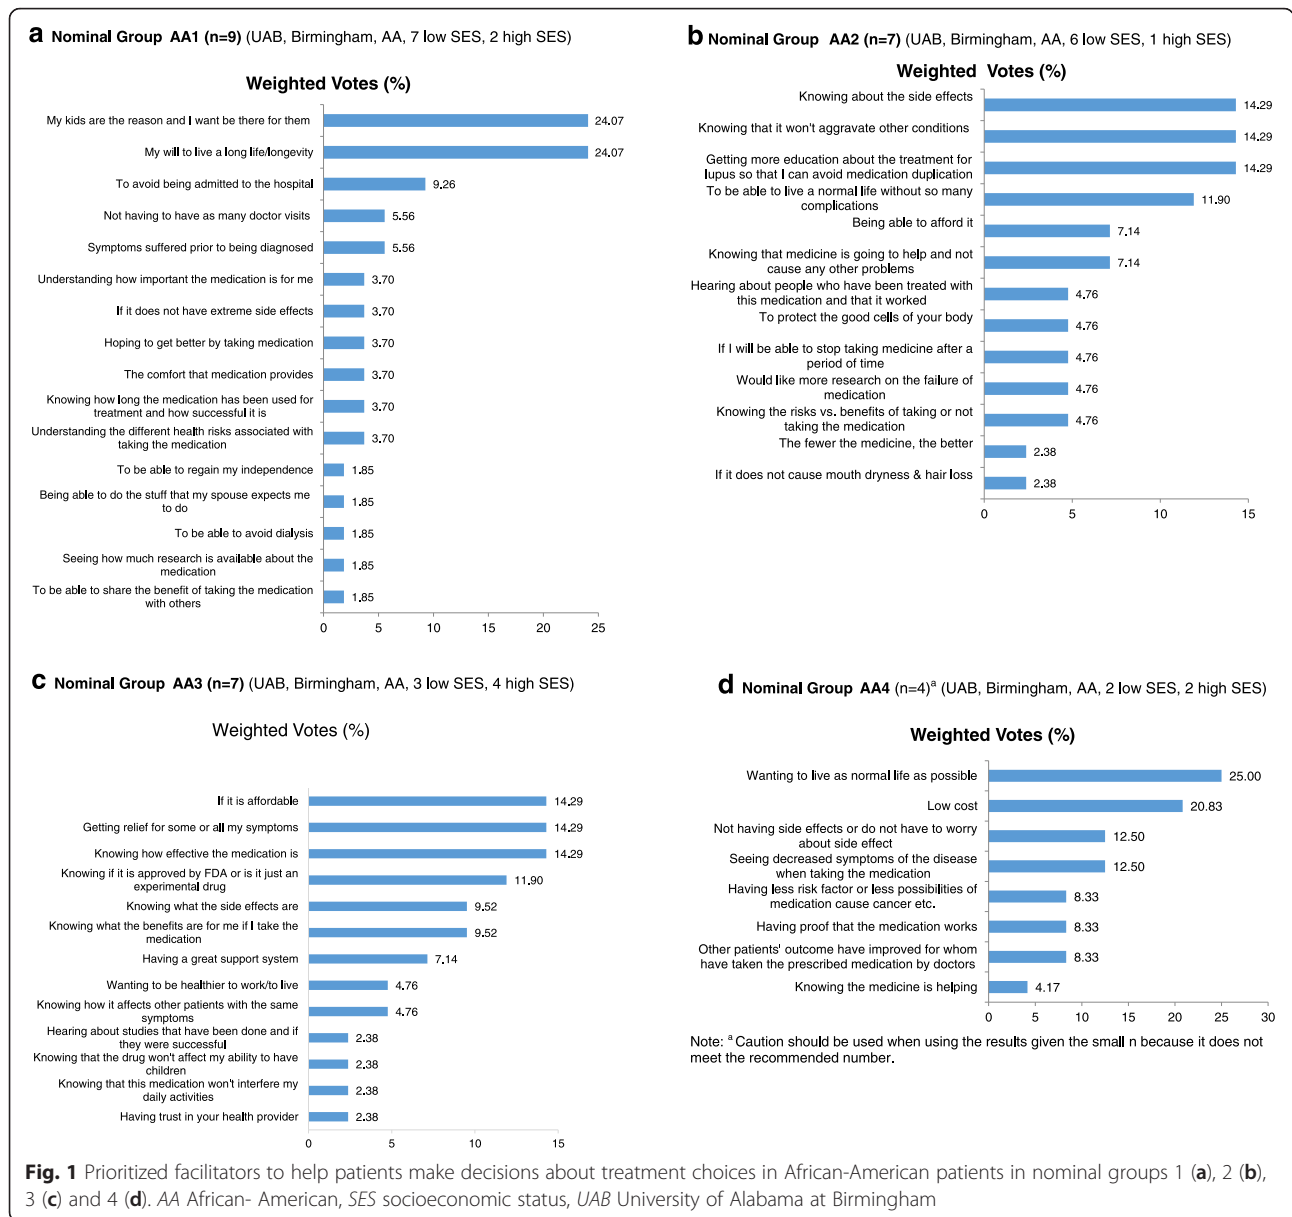 a Nominal Group AA1 (n=9) (UAB, Birmingham, AA, 7 low SES, 2 high SES)
Weighted Votes (%)
My kids are the reason and I want be there for them 24.07
My will to live a long life/longevity 24.07
To avoid being admitted to the hospital 9.26
Not having to have as many doctor visits 5.56
Symptoms suffered prior to being diagnosed 5.56
Understanding how important the medication is for me 3.70
If it does not have extreme side effects 3.70
Hoping to get better by taking medication 3.70
The comfort that medication provides 3.70
Knowing how long the medication has been used for
treatment and how successful it is 3.70
Understanding the different health risks associated with
taking the medication 3.70
To be able to regain my independence 1.85
Being able to do the stuff that my spouse expects me
to do 1.85
To be able to avoid dialysis 1.85
Seeing how much research is available about the
medication 1.85
To be able to share the benefit of taking the medication
with others 1.85
0 5 10 15 20 25
b Nominal Group AA2 (n=7) (UAB, Birmingham, AA, 6 low SES, 1 high SES)
Weighted Votes (%)
Knowing about the side effects 14.29
Knowing that it won't aggravate other conditions 14.29
Getting more education about the treatment for
lupus so that I can avoid medication duplication 14.29
To be able to live a normal life without so many
complications 11.90
Being able to afford it 7.14
Knowing that medicine is going to help and not
cause any other problems 7.14
Hearing about people who have been treated with
this medication and that it worked 4.76
To protect the good cells of your body 4.76
If I will be able to stop taking medicine after a
period of time 4.76
Would like more research on the failure of
medication 4.76
Knowing the risks vs. benefits of taking or not
taking the medication 4.76
The fewer the medicine, the better 2.38
If it does not cause mouth dryness & hair loss 2.38
0 5 10 15
c Nominal Group AA3 (n=7) (UAB, Birmingham, AA, 3 low SES, 4 high SES)
Weighted Votes (%)
If it is affordable 14.29
Getting relief for some or all my symptoms 14.29
Knowing how effective the medication is 14.29
Knowing if it is approved by FDA or is it just an
experimental drug 11.90
Knowing what the side effects are 9.52
Knowing what the benefits are for me if I take the
medication 9.52
Having a great support system 7.14
Wanting to be healthier to work/to live 4.76
Knowing how it affects other patients with the same
symptoms 4.76
Hearing about studies that have been done and if
they were successful 2.38
Knowing that the drug won't affect my ability to have
children 2.38
Knowing that this medication won't interfere my
daily activities 2.38
Having trust in your health provider 2.38
0 5 10 15
d Nominal Group AA4 (n=4)a (UAB, Birmingham, AA, 2 low SES, 2 high SES)
Weighted Votes (%)
Wanting to live as normal life as possible 25.00
Low cost 20.83
Not having side effects or do not have to worry
about side effect 12.50
Seeing decreased symptoms of the disease
when taking the medication 12.50
Having less risk factor or less possibilities of
medication cause cancer etc. 8.33
Having proof that the medication works 8.33
Other patients' outcome have improved for whom
have taken the prescribed medication by doctors 8.33
Knowing the medicine is helping 4.17
0 5 10 15 20 25 30
Note: a Caution should be used when using the results given the small n because it does not
meet the recommended number.
Fig. 1 Prioritized facilitators to help patients make decisions about treatment choices in African-American patients in nominal groups 1 (a), 2 (b),
3 (c) and 4 (d). AA African- American, SES socioeconomic status, UAB University of Alabama at Birmingham